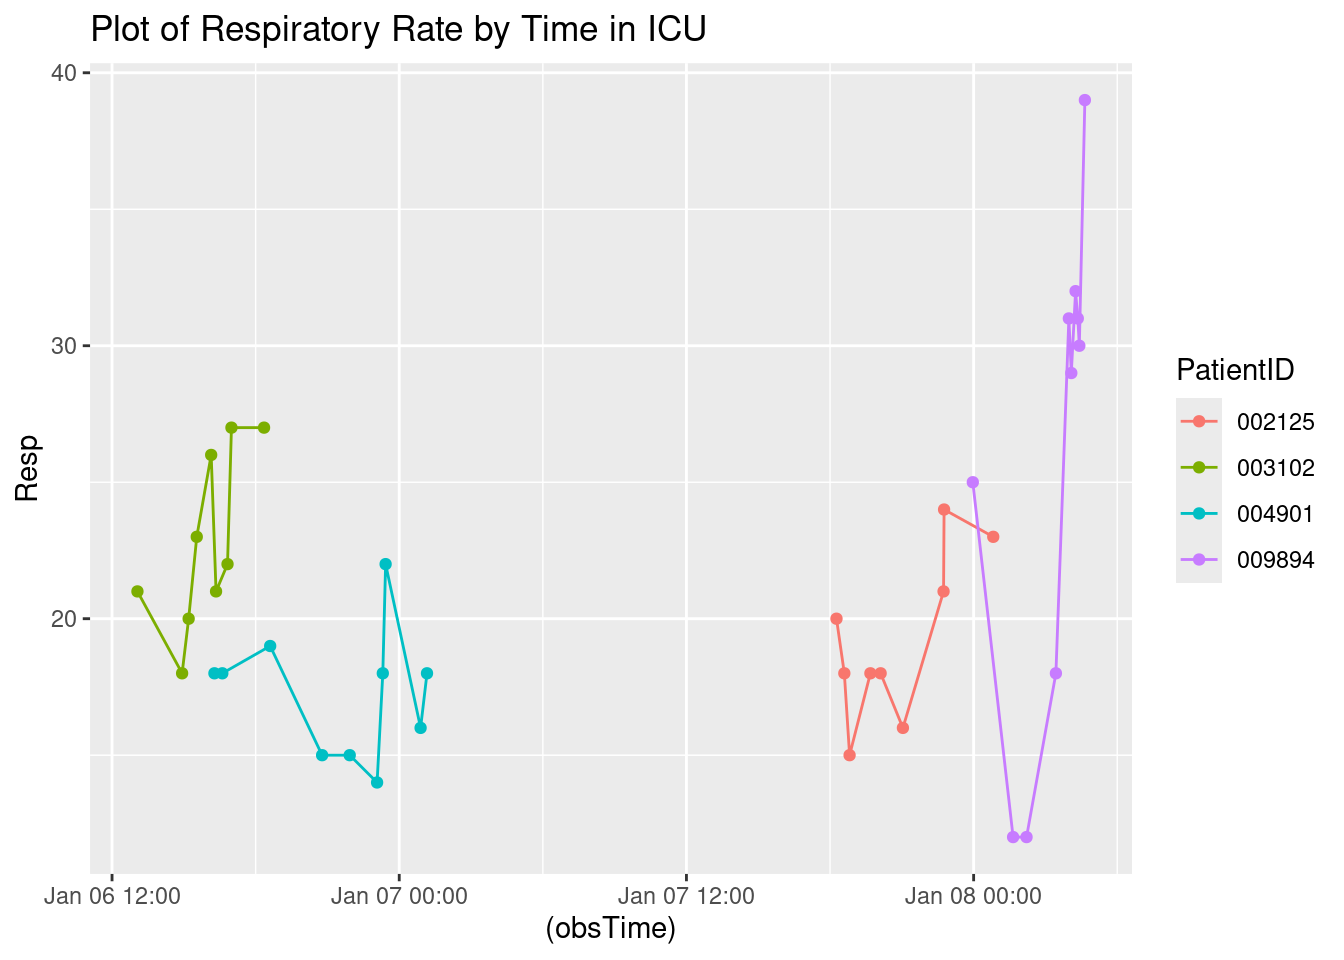 Plot of Respiratory Rate by Time in ICU
40
30
20
Resp
Jan 06 12:00
Jan 07 00:00
Jan 07 12:00
Jan 08 00:00
(obsTime)
PatientID
002125
003102
004901
009894